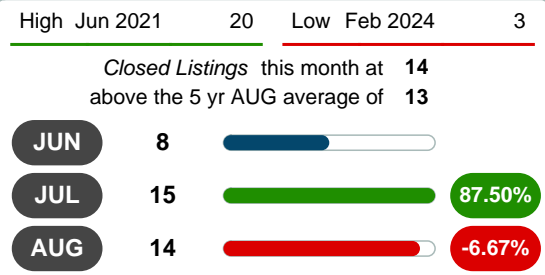 High Jun 2021 20 Low Feb 2024 3
Closed Listings this month at 14
above the 5 yr AUG average of 13
JUN 8
JUL 15 87.50%
AUG 14 -6.67%